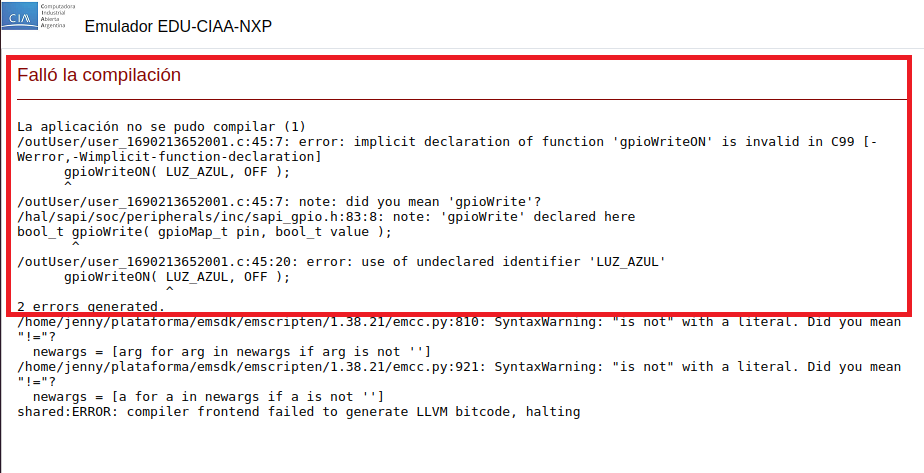 CIAA
Computadora
Industrial
Abierta
Argentina
Emulador EDU-CIAA-NXP
Falló la compilación
La aplicación no se pudo compilar (1)
/outUser/user_1690213652001.c:45:7: error: implicit declaration of function 'gpioWriteON' is invalid in C99 [-
Werror,-Wimplicit-function-declaration]
gpioWriteON( LUZ_AZUL, OFF );
^
/outUser/user_1690213652001.c:45:7: note: did you mean 'gpioWrite'?
/hal/sapi/soc/peripherals/inc/sapi_gpio.h:83:8: note: 'gpioWrite' declared here
bool_t gpioWrite( gpioMap_t pin, bool_t value );
^
/outUser/user_1690213652001.c:45:20: error: use of undeclared identifier 'LUZ_AZUL'
gpioWriteON( LUZ_AZUL, OFF );
^
2 errors generated.
/home/jenny/plataforma/emsdk/emscripten/1.38.21/emcc.py:810: SyntaxWarning: "is not" with a literal. Did you mean
"!="?
newargs = [arg for arg in newargs if arg is not '']
/home/jenny/plataforma/emsdk/emscripten/1.38.21/emcc.py:921: SyntaxWarning: "is not" with a literal. Did you mean
"!="?
newargs = [a for a in newargs if a is not '']
shared:ERROR: compiler frontend failed to generate LLVM bitcode, halting